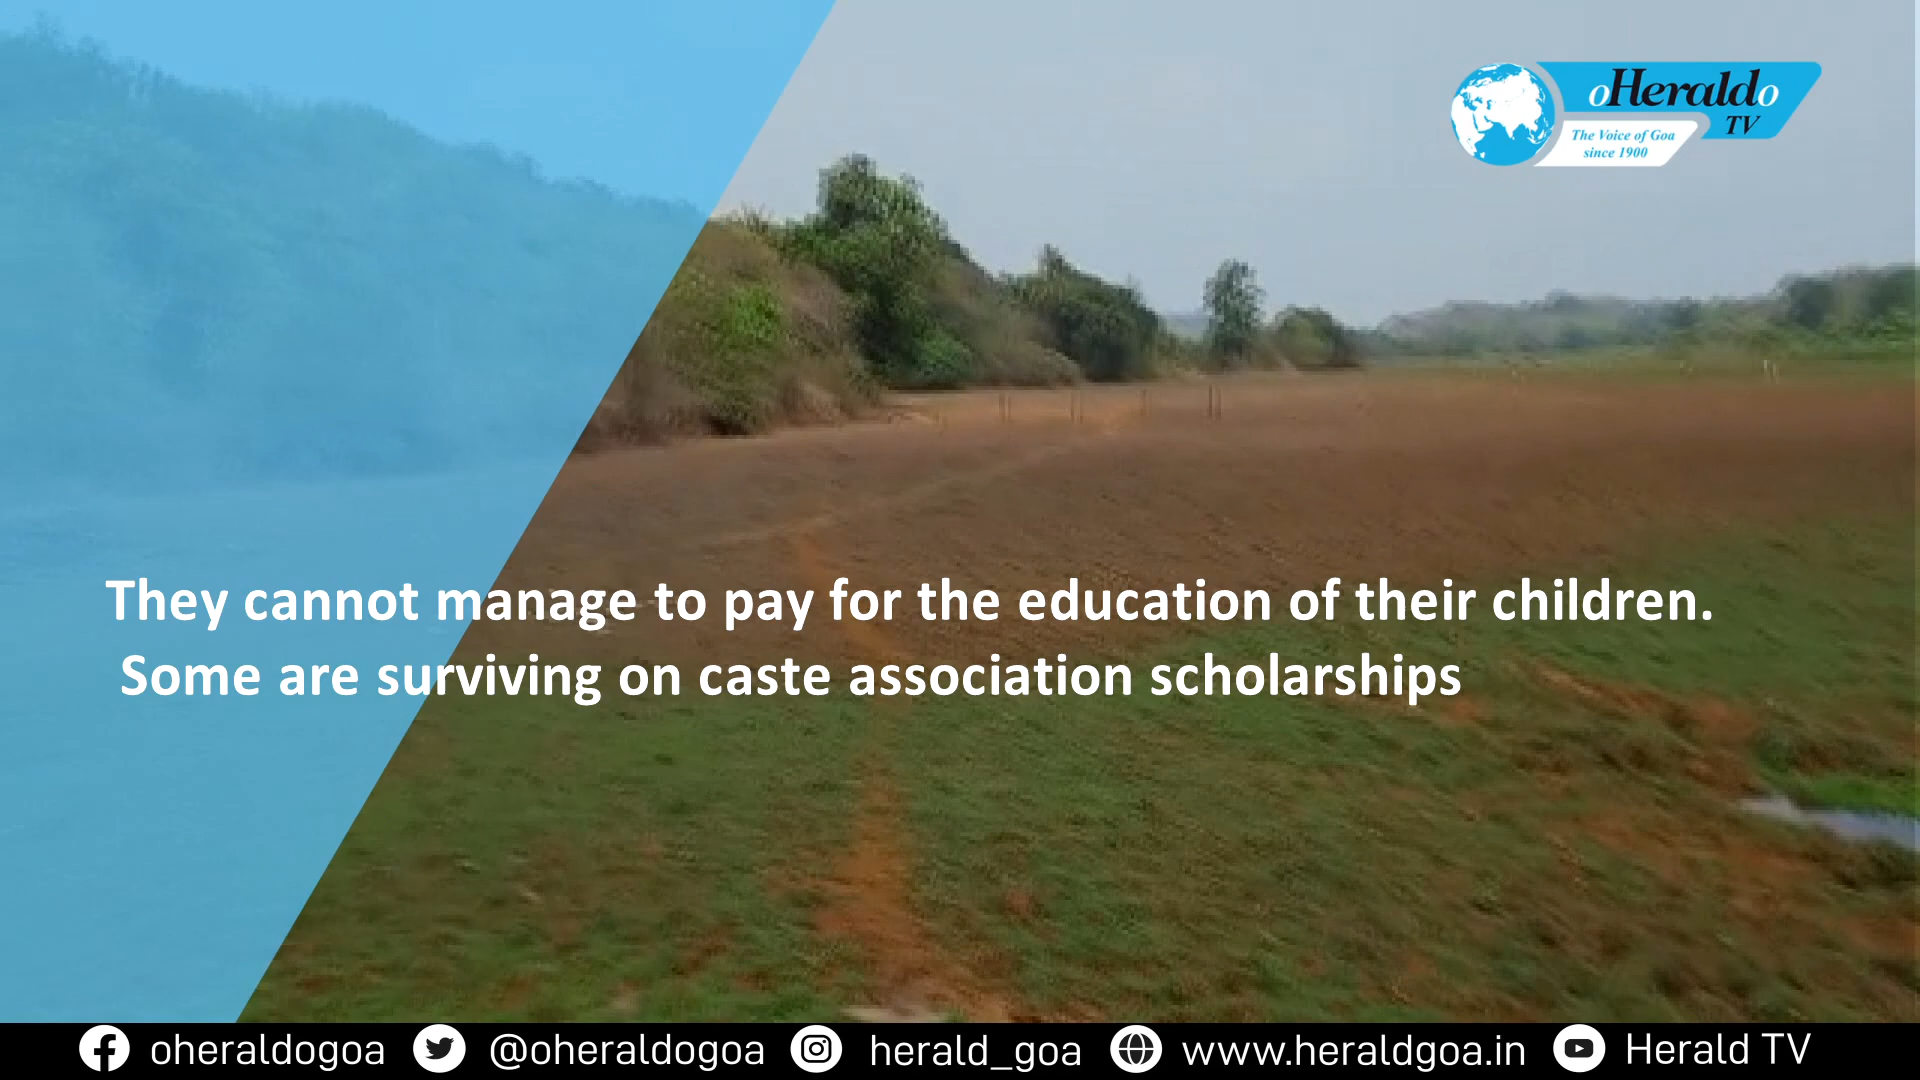 oHeraldo
TV
The Voice of Goa
since 1900
They cannot manage to pay for the education of their children.
Some are surviving on caste association scholarships
oheraldogoa @oheraldogoa herald_goa www.heraldgoa.in Herald TV